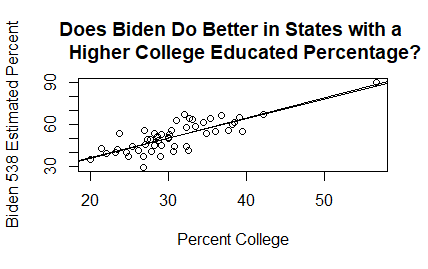 Does Biden Do Better in States with a
Higher College Educated Percentage?
Biden 538 Estimated Percent
90
60
30
20
30
40
50
Percent College